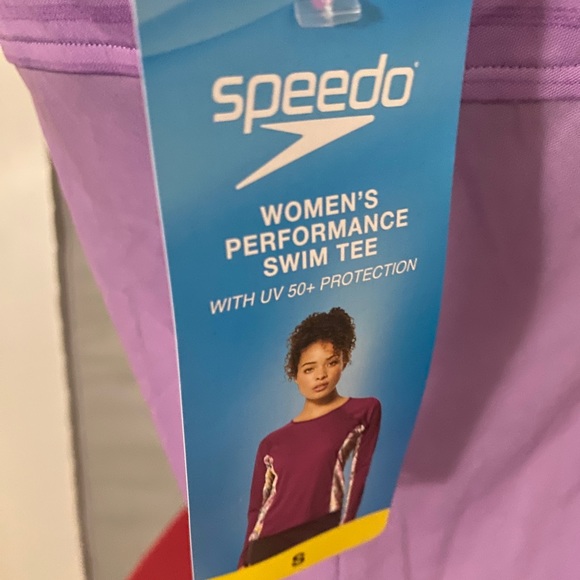 speedo
WOMEN'S
PERFORMANCE
SWIM TEE
WITH UV 50+ PROTECTION
S